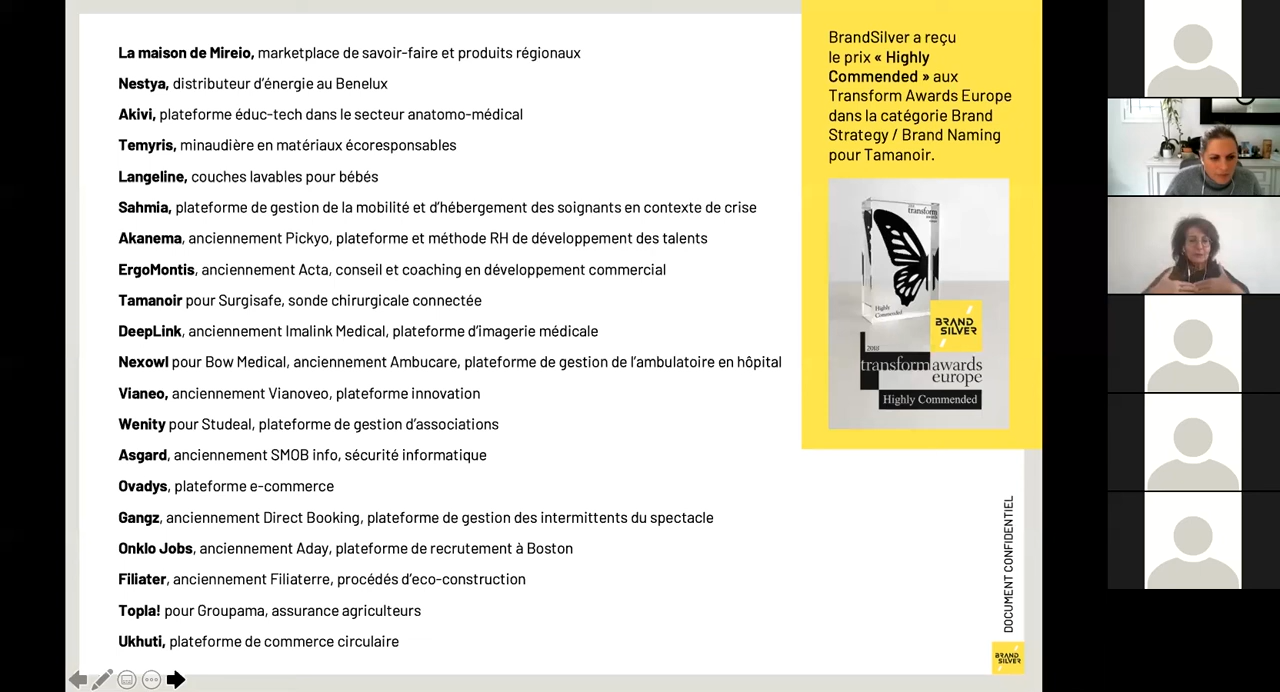 La maison de Mireio, marketplace de savoir-faire et produits régionaux
Nestya, distributeur d'énergie au Benelux
Akivi, plateforme éduc-tech dans le secteur anatomo-médical
Temyris, minaudière en matériaux écoresponsables
Langeline, couches lavables pour bébés
Sahmia, plateforme de gestion de la mobilité et d'hébergement des soignants en contexte de crise
Akanema, anciennement Pickyo, plateforme et méthode RH de développement des talents
ErgoMontis, anciennement Acta, conseil et coaching en développement commercial
Tamanoir pour Surgisafe, sonde chirurgicale connectée
DeepLink, anciennement Imalink Medical, plateforme d'imagerie médicale
Nexowl pour Bow Medical, anciennement Ambucare, plateforme de gestion de l'ambulatoire en hôpital
Vianeo, anciennement Vianoveo, plateforme innovation
Wenity pour Studeal, plateforme de gestion d'associations
Asgard, anciennement SMOB info, sécurité informatique
Ovadys, plateforme e-commerce
Gangz, anciennement Direct Booking, plateforme de gestion des intermittents du spectacle
Onklo Jobs, anciennement Aday, plateforme de recrutement à Boston
Filiater, anciennement Filiaterre, procédés d'eco-construction
Topla! pour Groupama, assurance agriculteurs
Ukhuti, plateforme de commerce circulaire
BrandSilver a reçu
le prix « Highly
Commended » aux
Transform Awards Europe
dans la catégorie Brand
Strategy / Brand Naming
pour Tamanoir.
transform
Highly
Commended
BRAND
SILVER
transform awards
europe
Highly Commended
DOCUMENT CONFIDENTIEL
BRAND
SILVER